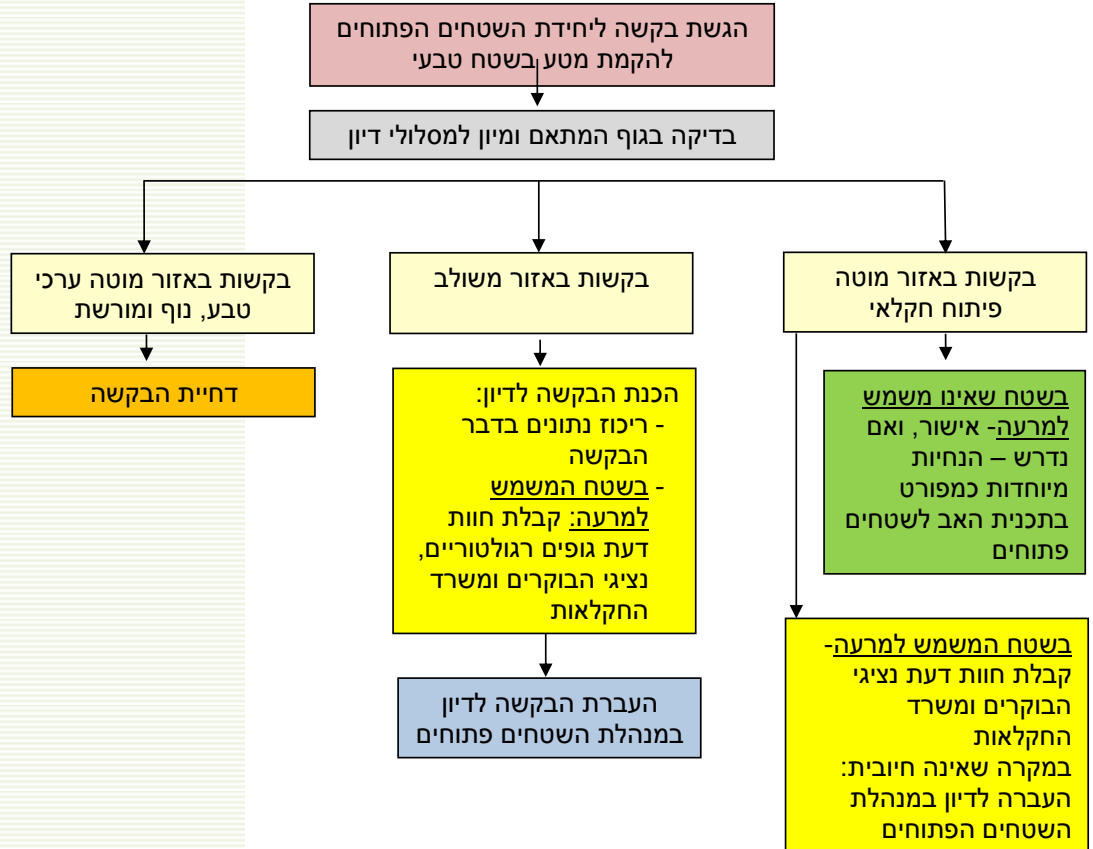 הגשת בקשה ליחידת השטחים הפתוחים
להקמת מטע בשטח טבעי
בדיקה בגוף המתאם ומיון למסלולי דיון
בקשות באזור מוטה
פיתוח חקלאי
בשטח שאינו משמש
למרעה- אישור, ואם
נדרש – הנחיות
מיוחדות כמפורט
בתכנית האב לשטחים
פתוחים
בשטח המשמש למרעה-
קבלת חוות דעת נציגי
הבוקרים ומשרד
החקלאות
במקרה שאינה חיובית:
העברה לדיון במנהלת
השטחים הפתוחים
בקשות באזור משולב
הכנת הבקשה לדיון:
- ריכוז נתונים בדבר
הבקשה
- בשטח המשמש
למרעה: קבלת חוות
דעת גופים רגולטוריים,
נציגי הבוקרים ומשרד
החקלאות
העברת הבקשה לדיון
במנהלת השטחים פתוחים
בקשות באזור מוטה ערכי
טבע, נוף ומורשת
דחיית הבקשה